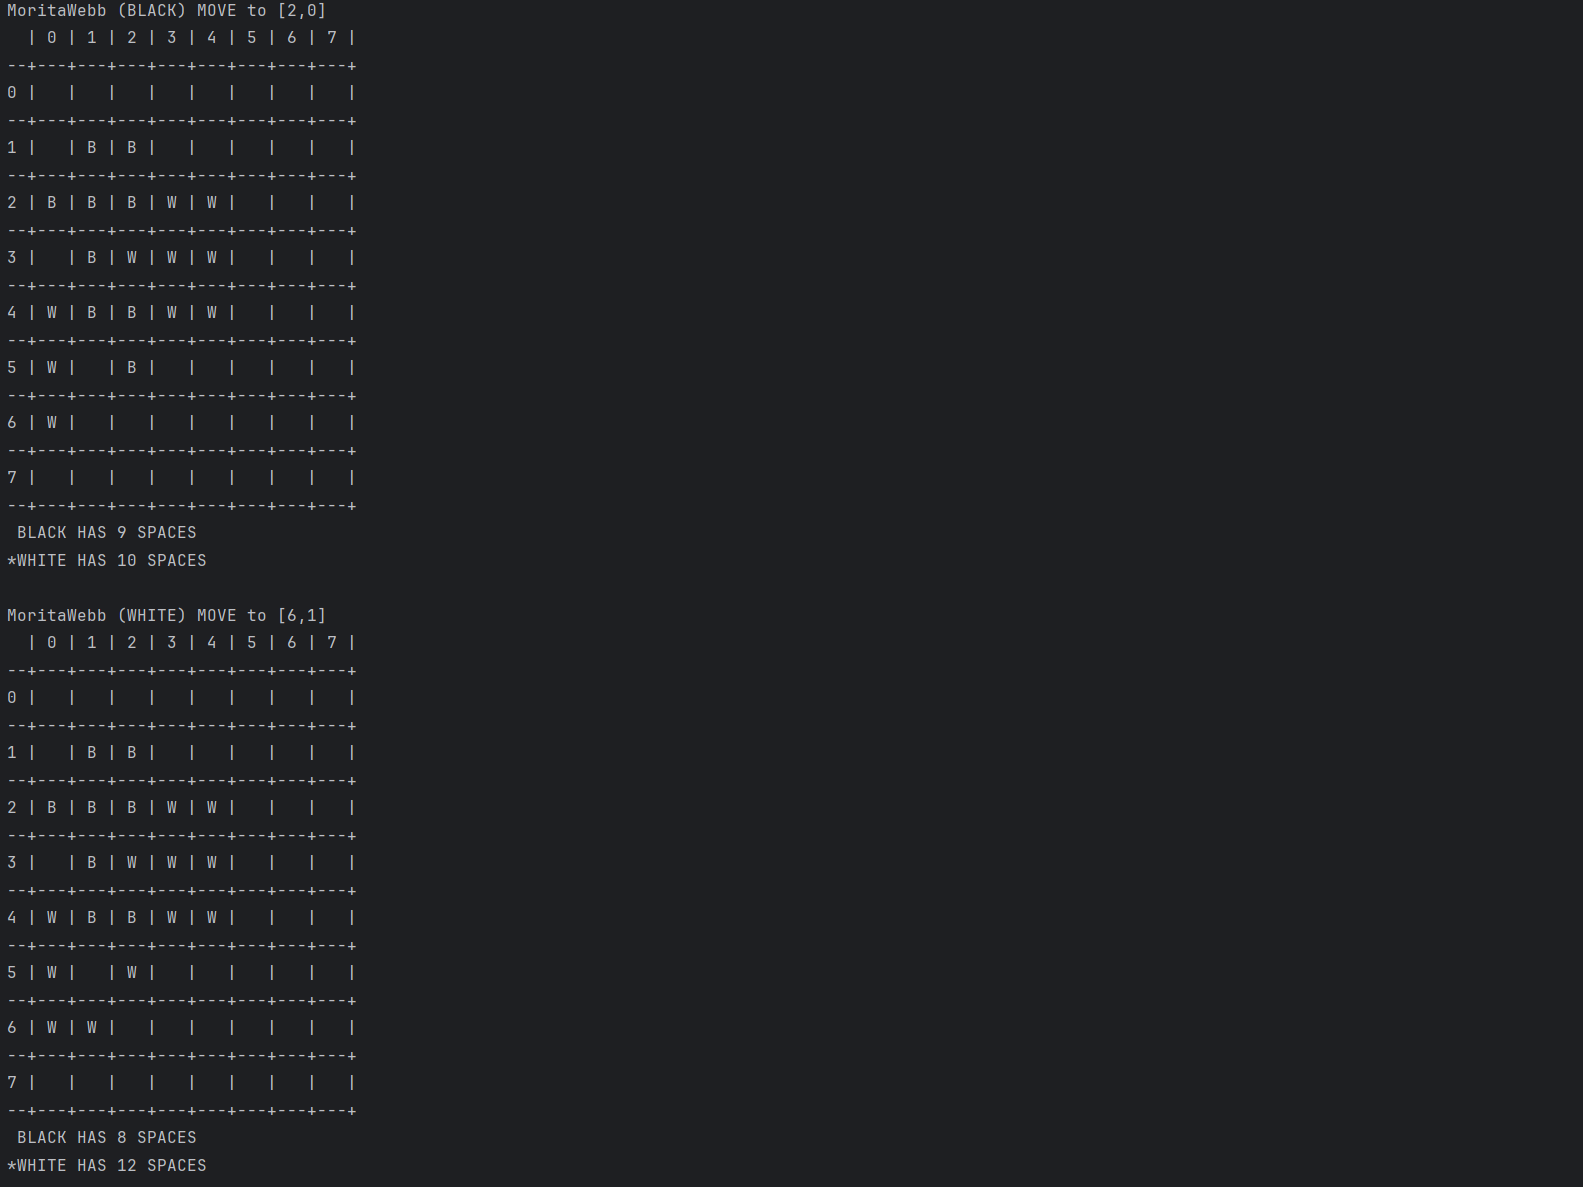 MoritaWebb (BLACK) MOVE to [2,0]
  | 0 | 1 | 2 | 3 | 4 | 5 | 6 | 7 |
--+---+---+---+---+---+---+---+---+
0 |   |   |   |   |   |   |   |   |
--+---+---+---+---+---+---+---+---+
1 |   | B | B |   |   |   |   |   |
--+---+---+---+---+---+---+---+---+
2 | B | B | B | W | W |   |   |   |
--+---+---+---+---+---+---+---+---+
3 |   | B | W | W | W |   |   |   |
--+---+---+---+---+---+---+---+---+
4 | W | B | B | W | W |   |   |   |
--+---+---+---+---+---+---+---+---+
5 | W |   | B |   |   |   |   |   |
--+---+---+---+---+---+---+---+---+
6 | W |   |   |   |   |   |   |   |
--+---+---+---+---+---+---+---+---+
7 |   |   |   |   |   |   |   |   |
--+---+---+---+---+---+---+---+---+
 BLACK HAS 9 SPACES
*WHITE HAS 10 SPACES

MoritaWebb (WHITE) MOVE to [6,1]
  | 0 | 1 | 2 | 3 | 4 | 5 | 6 | 7 |
--+---+---+---+---+---+---+---+---+
0 |   |   |   |   |   |   |   |   |
--+---+---+---+---+---+---+---+---+
1 |   | B | B |   |   |   |   |   |
--+---+---+---+---+---+---+---+---+
2 | B | B | B | W | W |   |   |   |
--+---+---+---+---+---+---+---+---+
3 |   | B | W | W | W |   |   |   |
--+---+---+---+---+---+---+---+---+
4 | W | B | B | W | W |   |   |   |
--+---+---+---+---+---+---+---+---+
5 | W |   | W |   |   |   |   |   |
--+---+---+---+---+---+---+---+---+
6 | W | W |   |   |   |   |   |   |
--+---+---+---+---+---+---+---+---+
7 |   |   |   |   |   |   |   |   |
--+---+---+---+---+---+---+---+---+
 BLACK HAS 8 SPACES
*WHITE HAS 12 SPACES